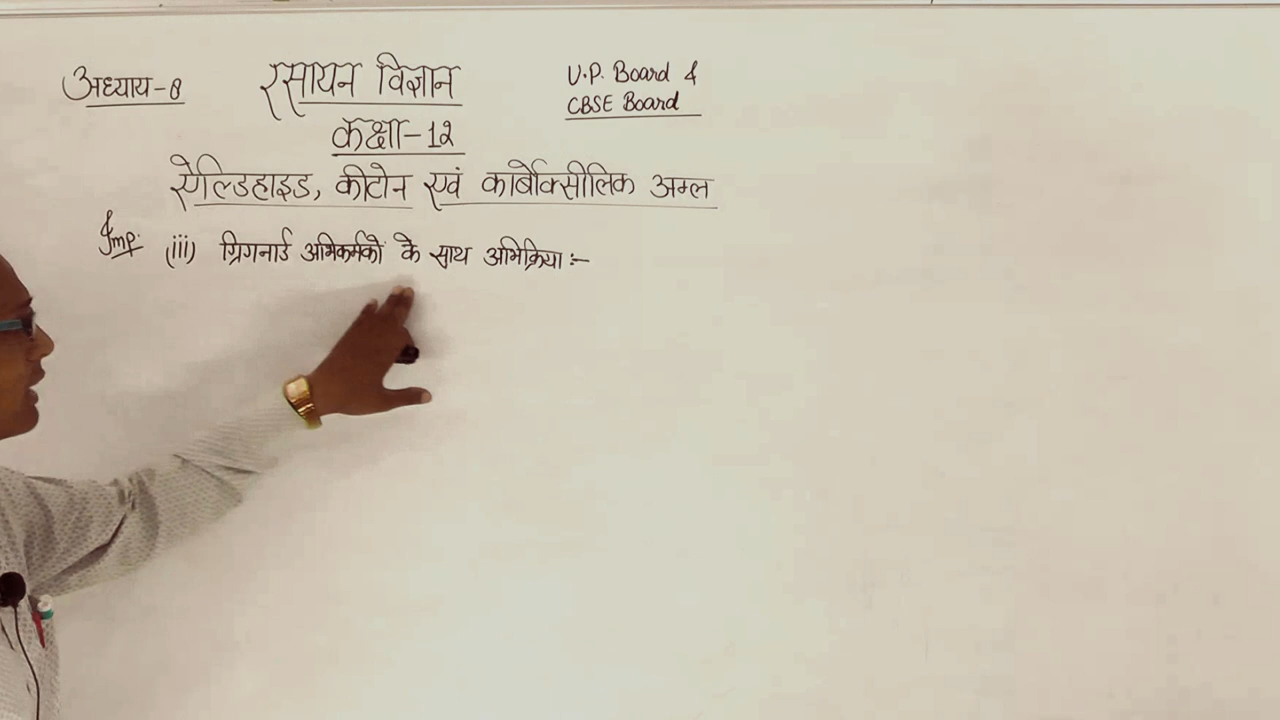 अध्याय-8
रसायन विज्ञान
U.P. Board &
CBSE Board
कक्षा-12
ऐल्डिहाइड, कीटोन एवं कार्बोक्सीलिक अम्ल
Imp. (iii) ग्रिगनार्ड अभिकर्मकों के साथ अभिक्रिया :-